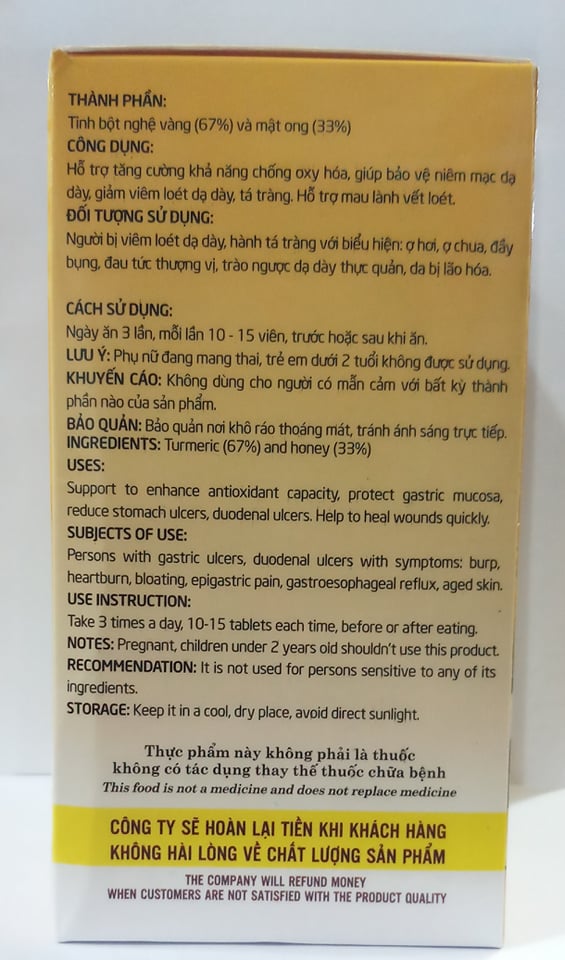 THÀNH PHẦN:
Tinh bột nghệ vàng (67%) và mật ong (33%)
CÔNG DỤNG:
Hỗ trợ tăng cường khả năng chống oxy hóa, giúp bảo vệ niêm mạc dạ
dày, giảm viêm loét dạ dày, tá tràng. Hỗ trợ mau lành vết loét.
ĐỐI TƯỢNG SỬ DỤNG:
Người bị viêm loét dạ dày, hành tá tràng với biểu hiện: ợ hơi, ợ chua, đầy
bụng, đau tức thượng vị, trào ngược dạ dày thực quản, da bị lão hóa.
CÁCH SỬ DỤNG:
Ngày ăn 3 lần, mỗi lần 10 - 15 viên, trước hoặc sau khi ăn.
LƯU Ý: Phụ nữ đang mang thai, trẻ em dưới 2 tuổi không được sử dụng.
KHUYẾN CÁO: Không dùng cho người có mẫn cảm với bất kỳ thành
phần nào của sản phẩm.
BẢO QUẢN: Bảo quản nơi khô ráo thoáng mát, tránh ánh sáng trực tiếp.
INGREDIENTS: Turmeric (67%) and honey (33%)
USES:
Support to enhance antioxidant capacity, protect gastric mucosa,
reduce stomach ulcers, duodenal ulcers. Help to heal wounds quickly.
SUBJECTS OF USE:
Persons with gastric ulcers, duodenal ulcers with symptoms: burp,
heartburn, bloating, epigastric pain, gastroesophageal reflux, aged skin.
USE INSTRUCTION:
Take 3 times a day, 10-15 tablets each time, before or after eating.
NOTES: Pregnant, children under 2 years old shouldn't use this product.
RECOMMENDATION: It is not used for persons sensitive to any of its
ingredients.
STORAGE: Keep it in a cool, dry place, avoid direct sunlight.
Thực phẩm này không phải là thuốc
không có tác dụng thay thế thuốc chữa bệnh
This food is not a medicine and does not replace medicine
CÔNG TY SẼ HOÀN LẠI TIỀN KHI KHÁCH HÀNG
KHÔNG HÀI LÒNG VỀ CHẤT LƯỢNG SẢN PHẨM
THE COMPANY WILL REFUND MONEY
WHEN CUSTOMERS ARE NOT SATISFIED WITH THE PRODUCT QUALITY